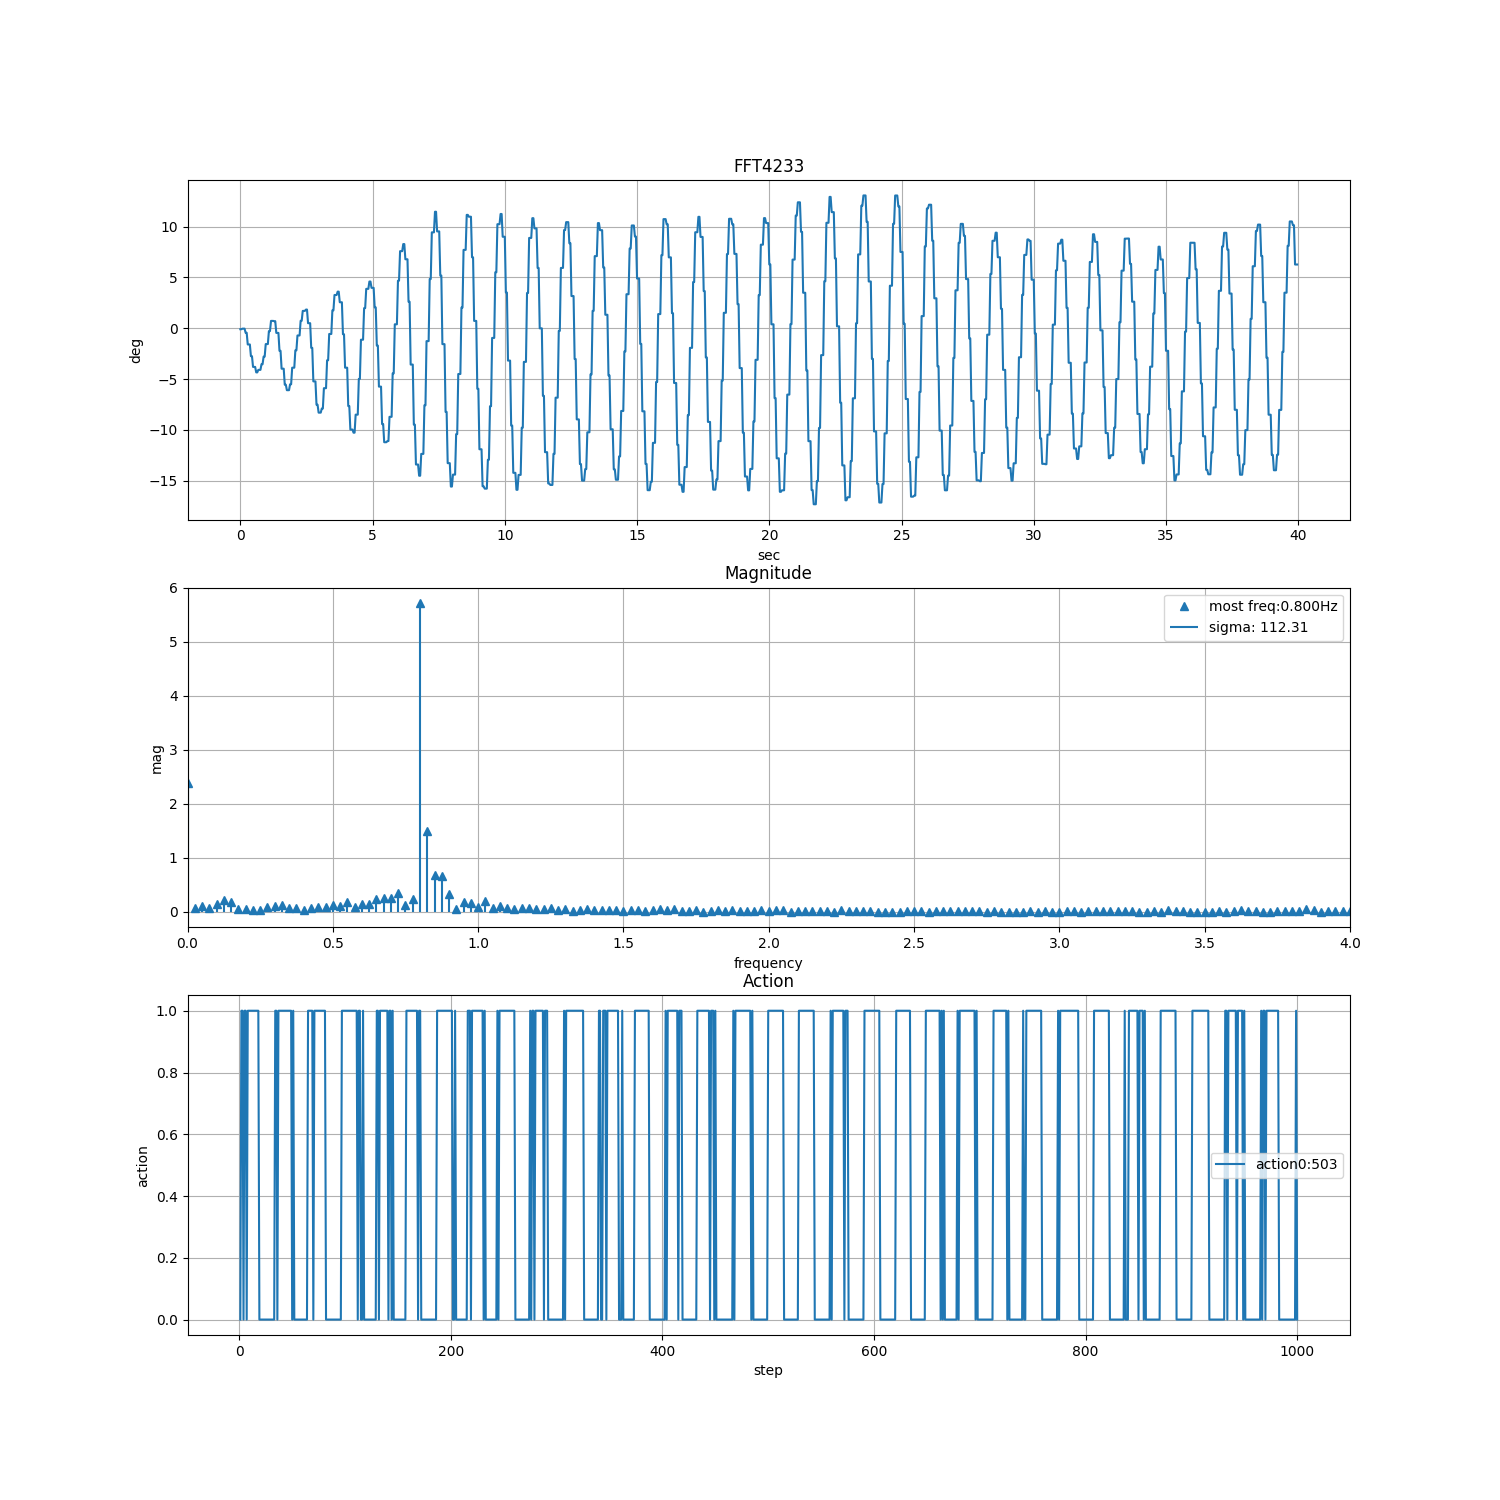 FFT4233
10
5
0
−5
−10
−15
deg
0 5 10 15 20 25 30 35 40
sec
Magnitude
6
5
4
3
2
1
0
mag
most freq:0.800Hz
sigma: 112.31
0.0 0.5 1.0 1.5 2.0 2.5 3.0 3.5 4.0
frequency
Action
1.0
0.8
0.6
0.4
0.2
0.0
action
action0:503
0 200 400 600 800 1000
step